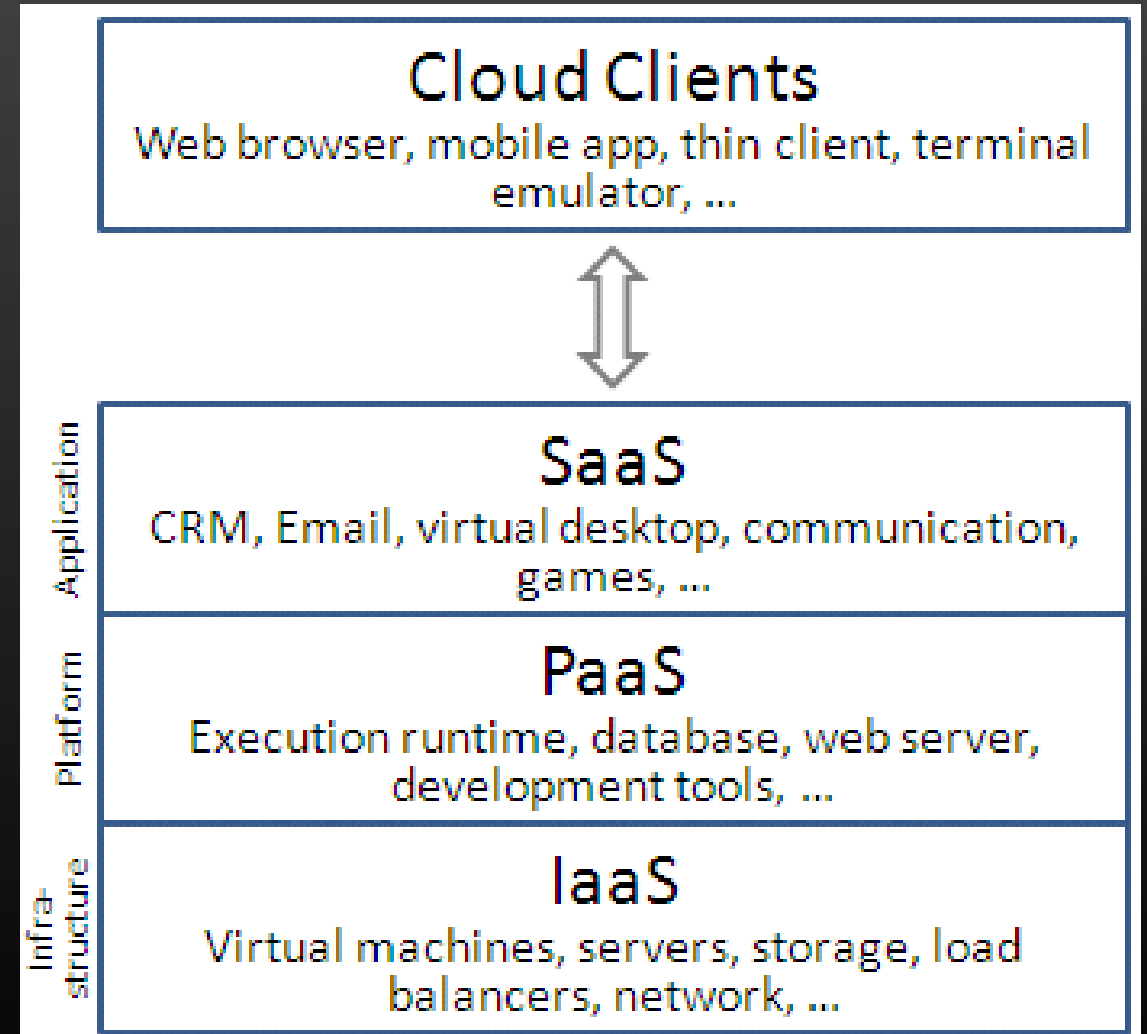 Cloud Clients
Web browser, mobile app, thin client, terminal
emulator, ...
Application
SaaS
CRM, Email, virtual desktop, communication,
games, ...
Platform
PaaS
Execution runtime, database, web server,
development tools, ...
Infra-
structure
IaaS
Virtual machines, servers, storage, load
balancers, network, ...